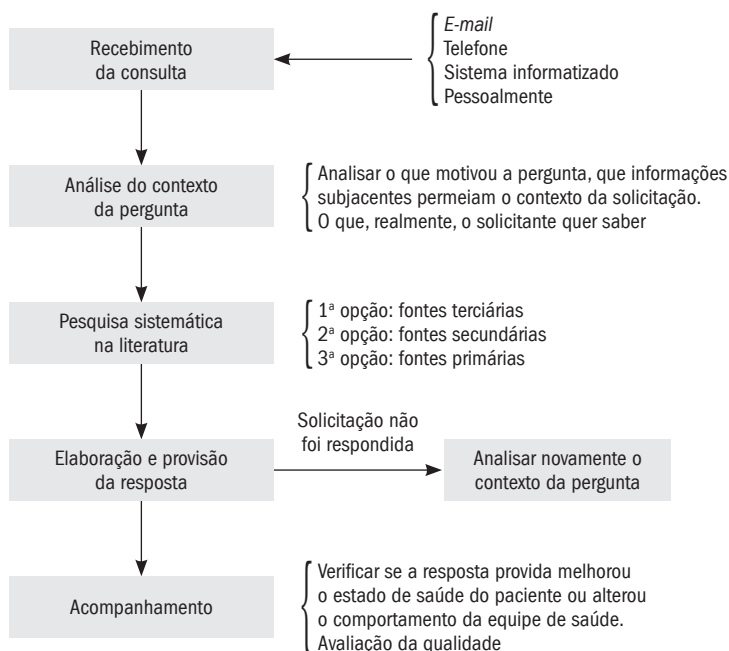 Recebimento
da consulta
E-mail
Telefone
Sistema informatizado
Pessoalmente
Análise do contexto
da pergunta
Analisar o que motivou a pergunta, que informações
subjacentes permeiam o contexto da solicitação.
O que, realmente, o solicitante quer saber
Pesquisa sistemática
na literatura
1ª opção: fontes terciárias
2ª opção: fontes secundárias
3ª opção: fontes primárias
Elaboração e provisão
da resposta
Solicitação não
foi respondida
Analisar novamente o
contexto da pergunta
Acompanhamento
Verificar se a resposta provida melhorou
o estado de saúde do paciente ou alterou
o comportamento da equipe de saúde.
Avaliação da qualidade